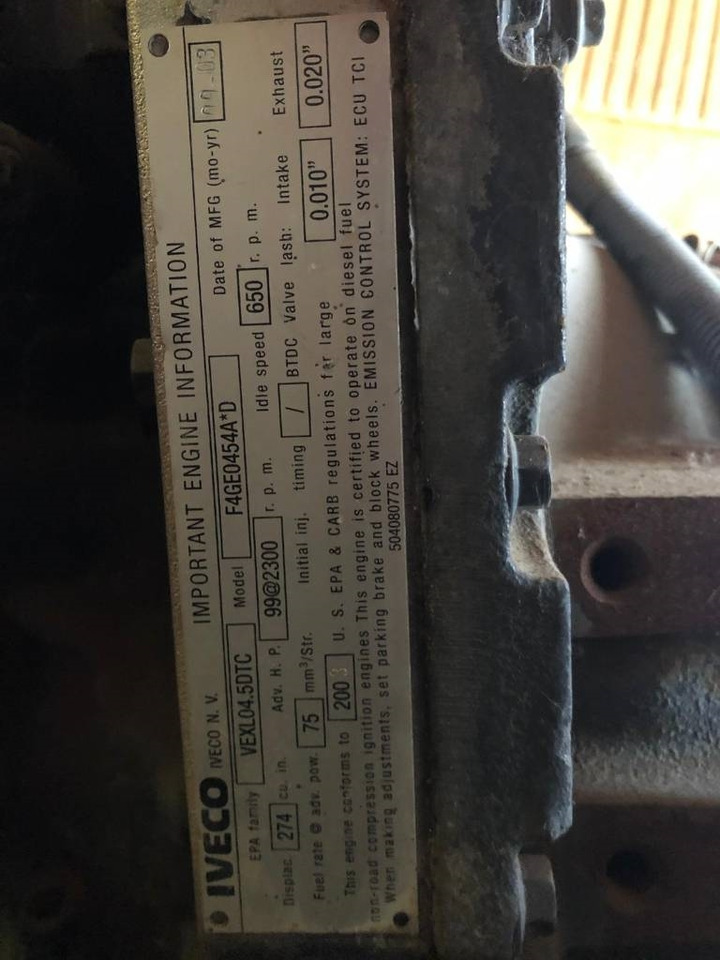 IMPORTANT ENGINE INFORMATION
IVECO IVECO N. V.
EPA family VEXL04.5DTC Model F4GE0454A*D Date of MFG (mo-yr) -03
Displac. 274 cu. in. Adv. H. P. 99@2300 r. p. m. Idle speed 650 r. p. m. Exhaust
Fuel rate @ adv. pow. 75 mm³/Str. Initial inj. timing / BTDC Valve lash: Intake 0.010" 0.020"
This engine conforms to 200 U. S. EPA & CARB regulations for large
non-road compression ignition engines This engine is certified to operate on diesel fuel
When making adjustments, set parking brake and block wheels. EMISSION CONTROL SYSTEM: ECU TCI
504080775 EZ